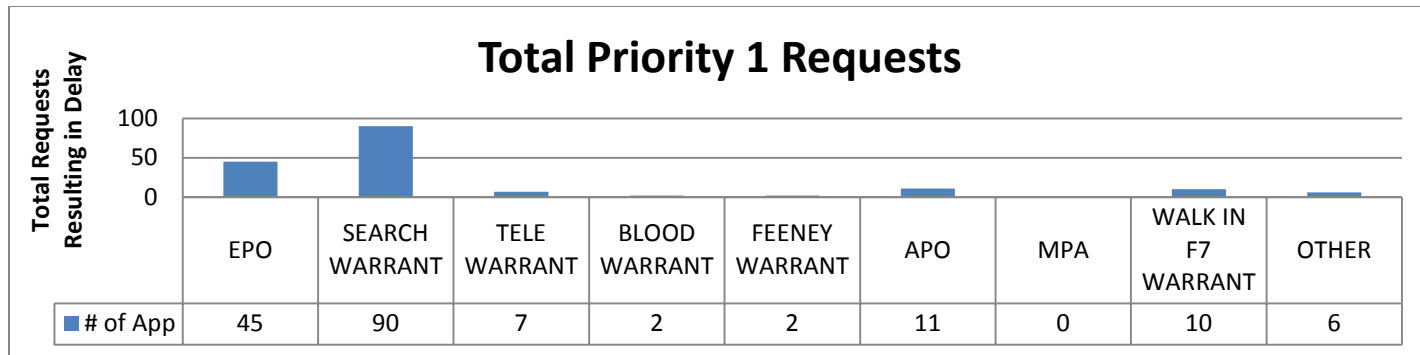 Total Priority 1 Requests
Total Requests
Resulting in Delay
100
50
0
EPO
SEARCH
WARRANT
TELE
WARRANT
BLOOD
WARRANT
FEENEY
WARRANT
APO
MPA
WALK IN
F7
WARRANT
OTHER
# of App 45 90 7 2 2 11 0 10 6